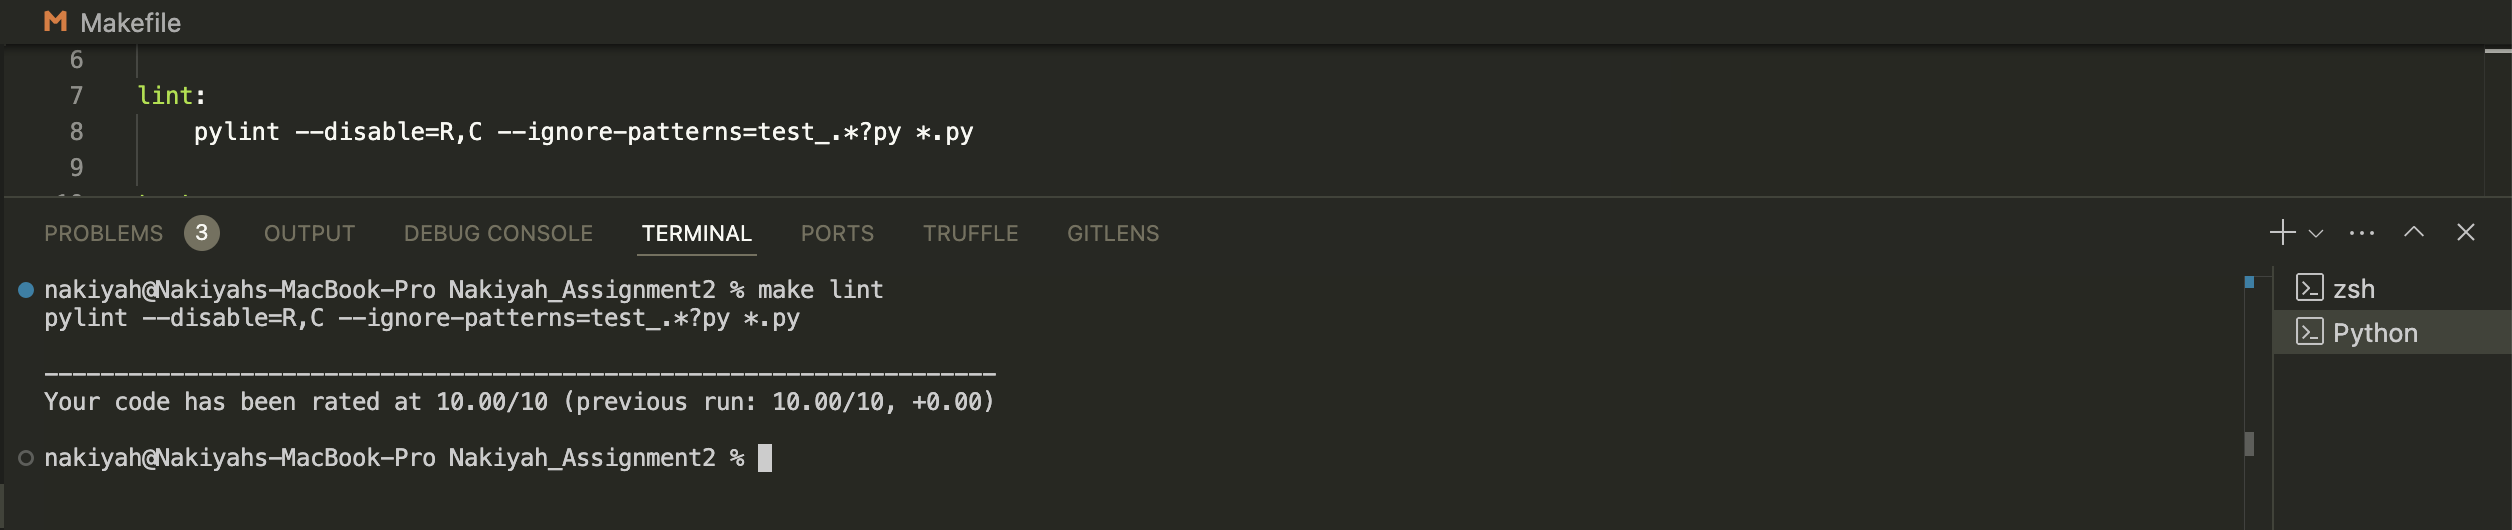 Makefile
6
7 lint:
8 pylint --disable=R,C --ignore-patterns=test_.*?py *.py
9
PROBLEMS 3 OUTPUT DEBUG CONSOLE TERMINAL PORTS TRUFFLE GITLENS
nakiyah@Nakiyahs-MacBook-Pro Nakiyah_Assignment2 % make lint
pylint --disable=R,C --ignore-patterns=test_.*?py *.py
--------------------------------------------------------------------
Your code has been rated at 10.00/10 (previous run: 10.00/10, +0.00)
nakiyah@Nakiyahs-MacBook-Pro Nakiyah_Assignment2 %
zsh
Python